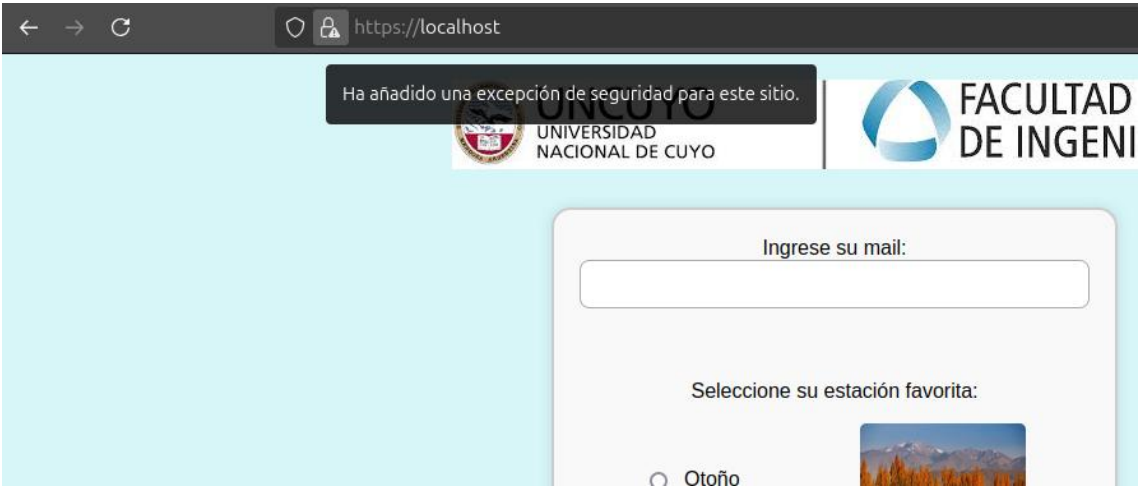 https://localhost
Ha añadido una excepción de seguridad para este sitio.
UNCUYO
UNIVERSIDAD
NACIONAL DE CUYO
FACULTAD
DE INGENI
Ingrese su mail:
Seleccione su estación favorita:
Otoño